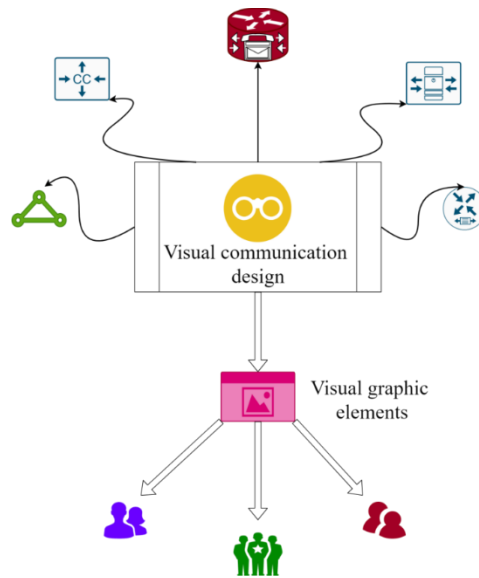 CC
Visual communication
design
Visual graphic
elements